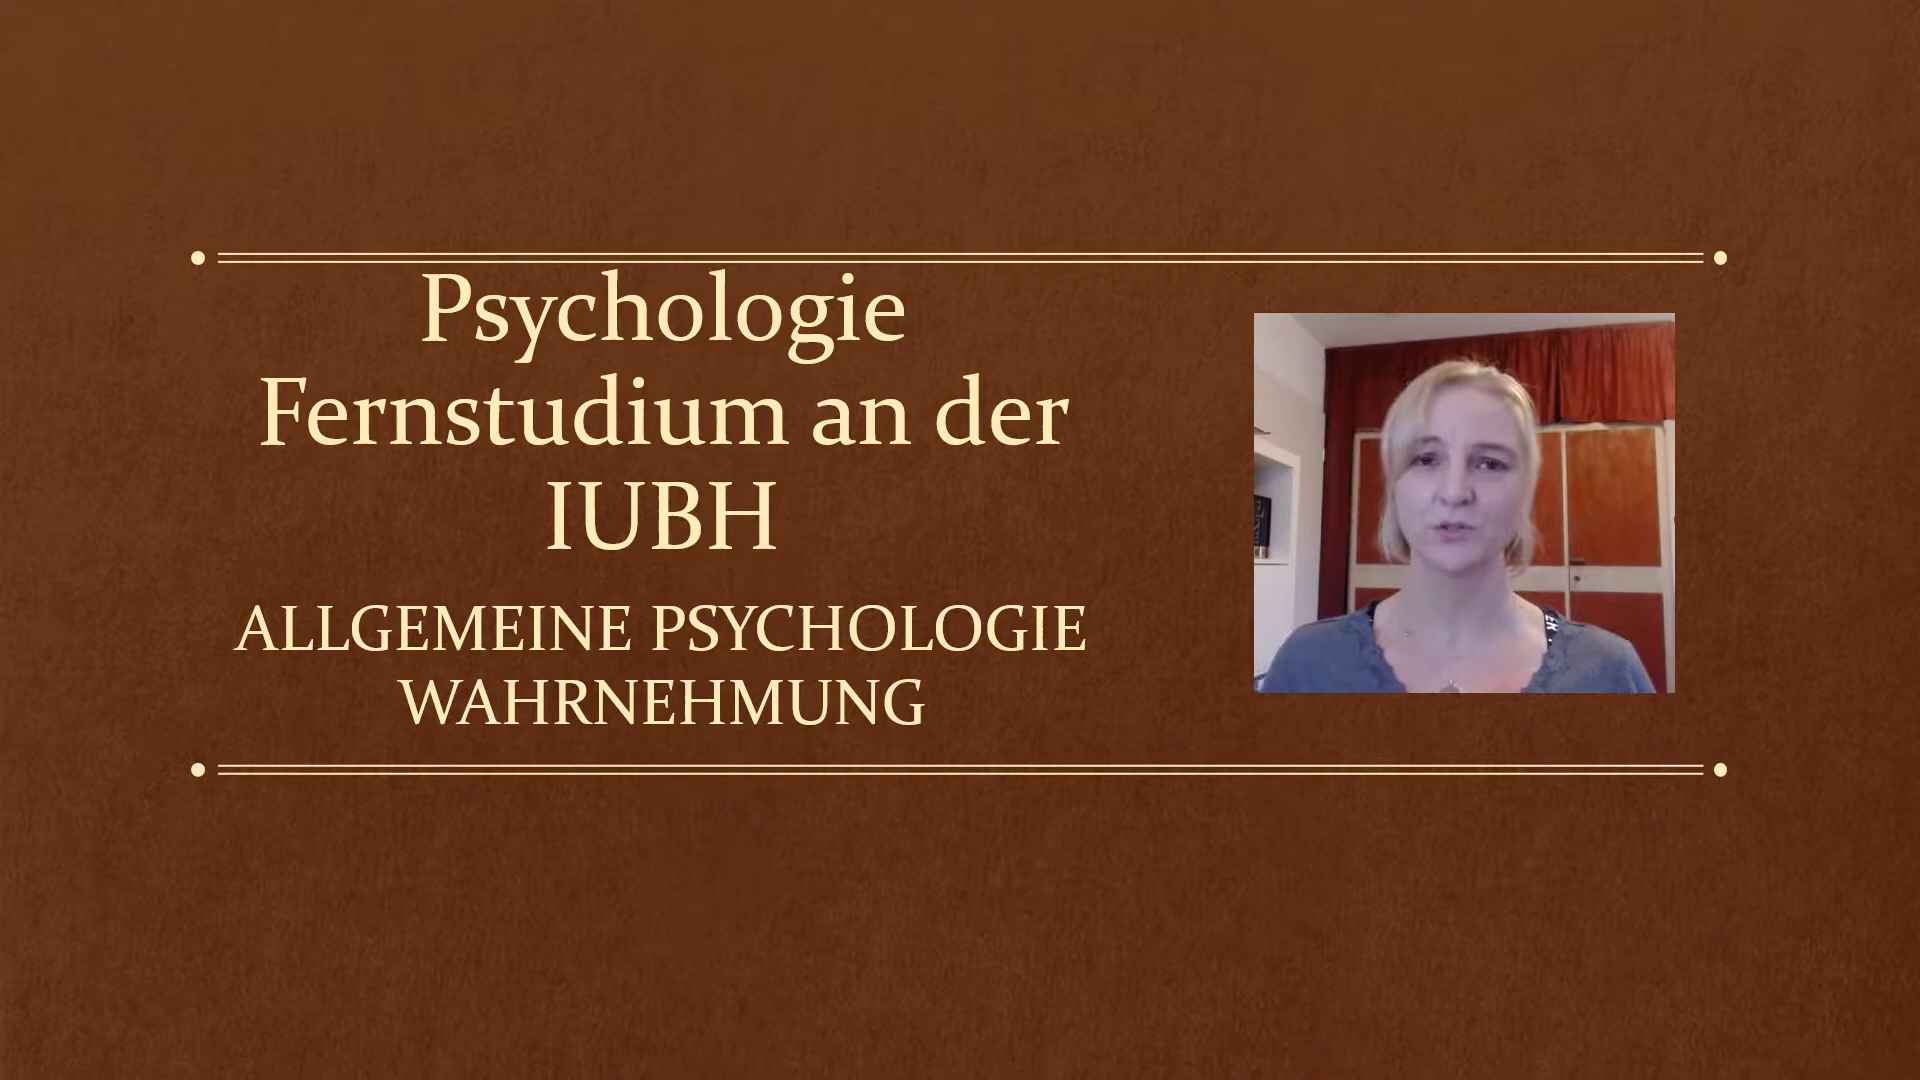 Psychologie
Fernstudium an der
IUBH
ALLGEMEINE PSYCHOLOGIE
WAHRNEHMUNG